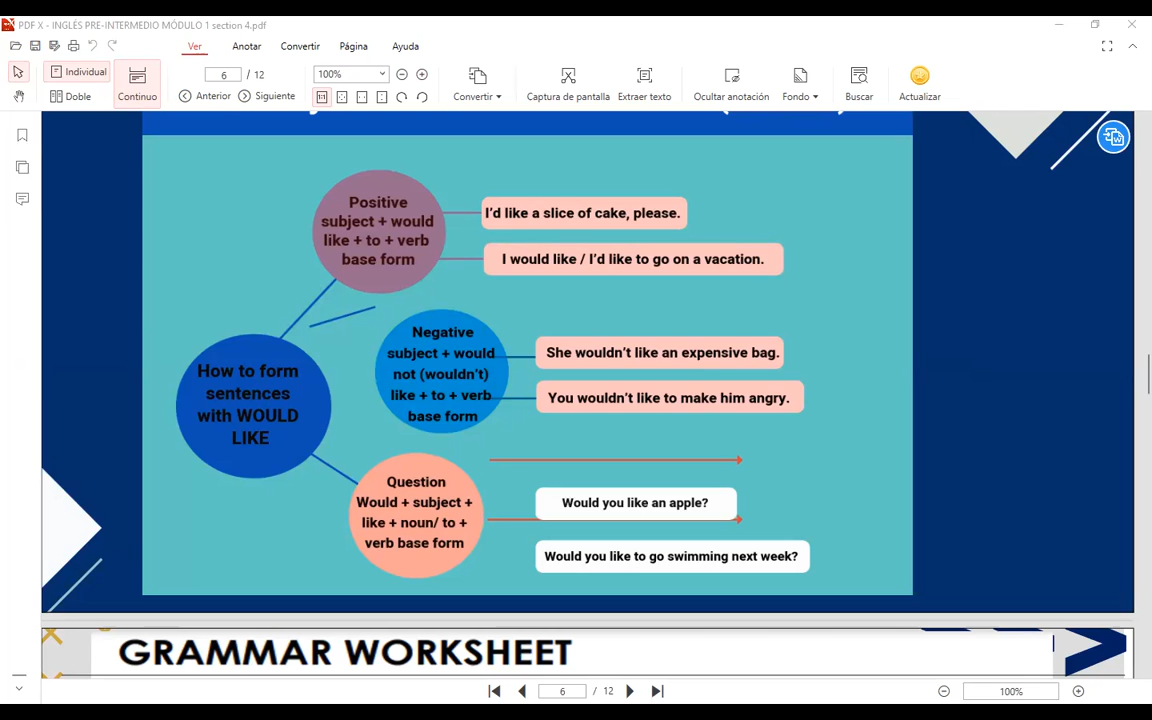 PDF X - INGLÉS PRE-INTERMEDIO MÓDULO 1 section 4.pdf
Ver Anotar Convertir Página Ayuda
Individual
Doble
Continuo
6 / 12
Anterior
Siguiente
100%
Convertir
Captura de pantalla
Extraer texto
Ocultar anotación
Fondo
Buscar
Actualizar
How to form
sentences
with WOULD
LIKE
Positive
subject + would
like + to + verb
base form
I'd like a slice of cake, please.
I would like / I'd like to go on a vacation.
Negative
subject + would
not (wouldn't)
like + to + verb
base form
She wouldn't like an expensive bag.
You wouldn't like to make him angry.
Question
Would + subject +
like + noun/ to +
verb base form
Would you like an apple?
Would you like to go swimming next week?
GRAMMAR WORKSHEET
6 / 12
100%